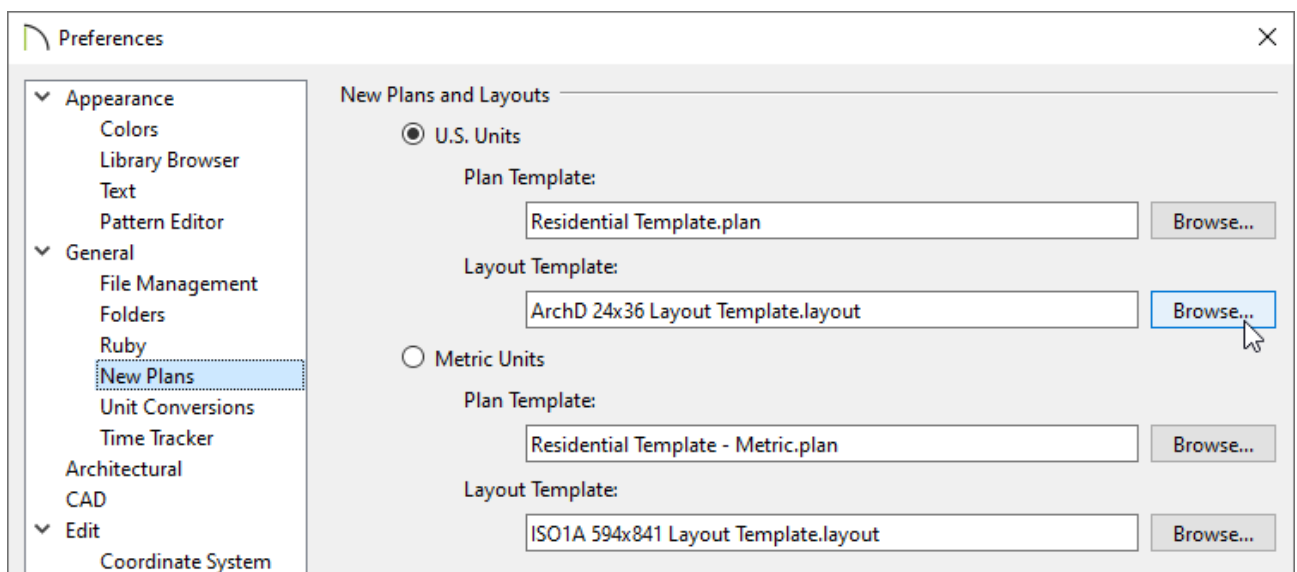 Preferences
Appearance
Colors
Library Browser
Text
Pattern Editor
General
File Management
Folders
Ruby
New Plans
Unit Conversions
Time Tracker
Architectural
CAD
Edit
Coordinate System
New Plans and Layouts
U.S. Units
Plan Template:
Residential Template.plan Browse...
Layout Template:
ArchD 24x36 Layout Template.layout Browse...
Metric Units
Plan Template:
Residential Template - Metric.plan Browse...
Layout Template:
ISO1A 594x841 Layout Template.layout Browse...